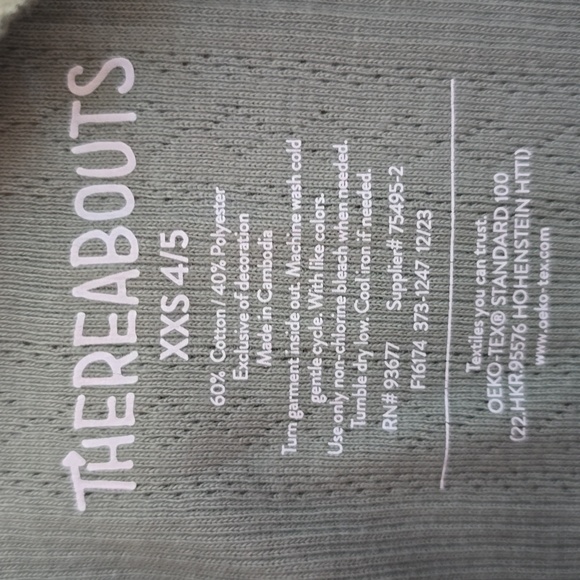 THEREABOUTS
XXS 4/5
60% Cotton / 40% Polyester
Exclusive of decoration
Made in Cambodia
Turn garment inside out. Machine wash cold
gentle cycle. With like colors.
Use only non-chlorine bleach when needed.
Tumble dry low. Cool iron if needed.
RN# 93677 Supplier# 75495-2
F16174 373-1247 12/23
Textiles you can trust.
OEKO-TEX® STANDARD 100
(22.HKR.95576 HOHENSTEIN HTTI)
www.oeko-tex.com